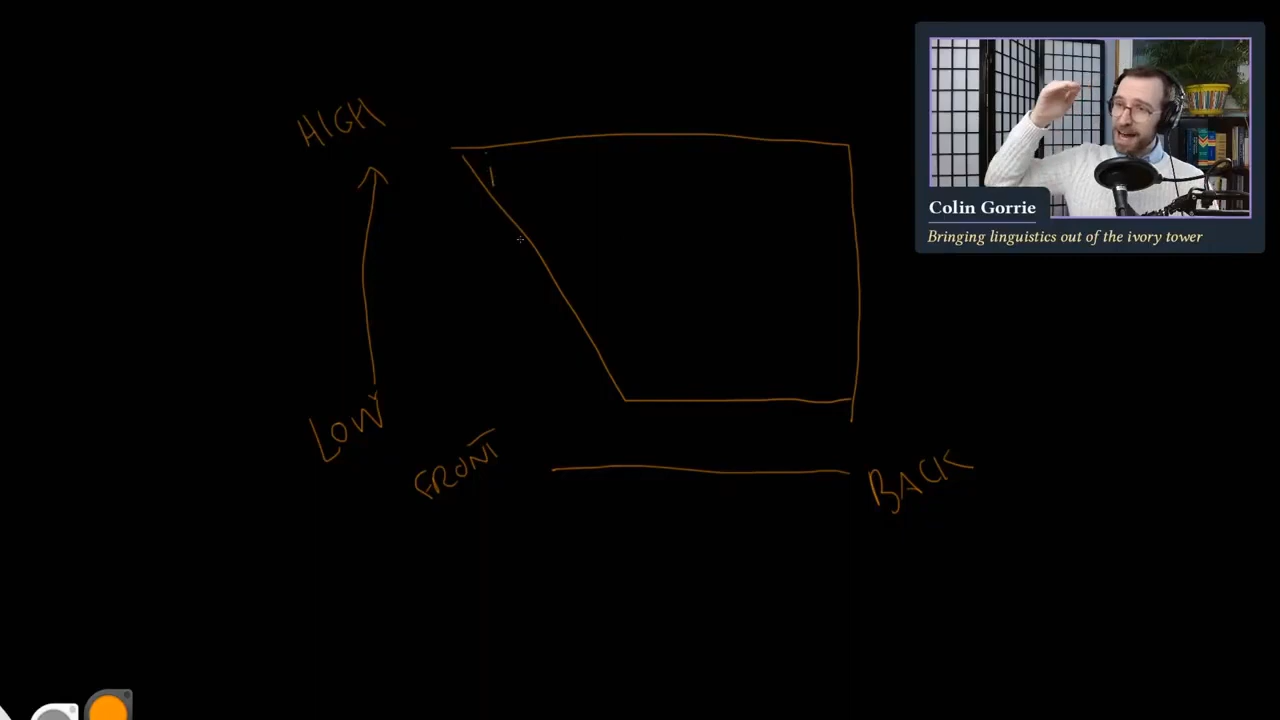 HIGH
i
LOW
FRONT
BACK
Colin Gorrie
Bringing linguistics out of the ivory tower